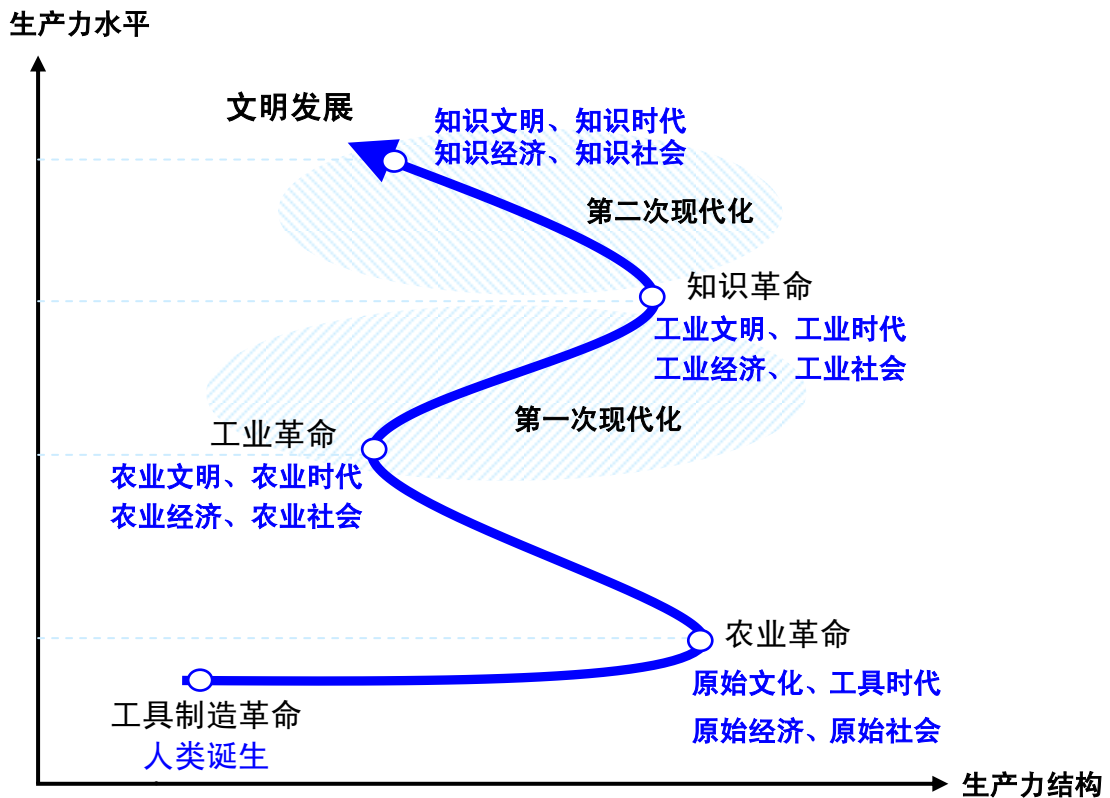 生产力水平
文明发展
知识文明、知识时代
知识经济、知识社会
第二次现代化
知识革命
工业文明、工业时代
工业经济、工业社会
第一次现代化
工业革命
农业文明、农业时代
农业经济、农业社会
农业革命
原始文化、工具时代
原始经济、原始社会
工具制造革命
人类诞生
生产力结构